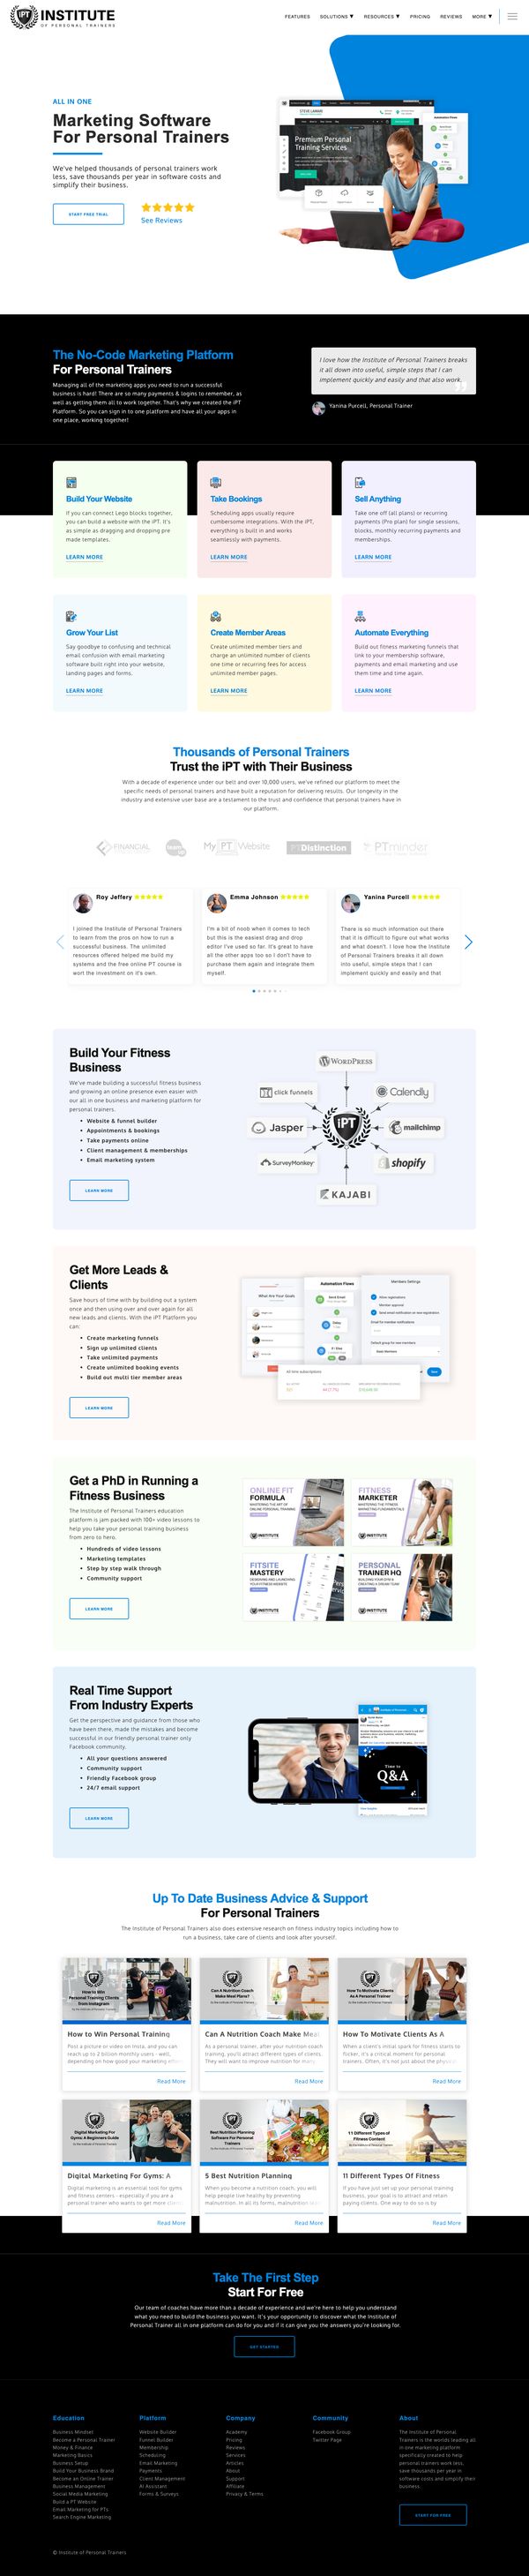 IPT INSTITUTE
OF PERSONAL TRAINERS
FEATURES SOLUTIONS ▼ RESOURCES ▼ PRICING REVIEWS MORE ▼
ALL IN ONE
Marketing Software
For Personal Trainers
We've helped thousands of personal trainers work
less, save thousands per year in software costs and
simplify their business.
START FREE TRIAL
See Reviews
Premium Personal
Training Services
The No-Code Marketing Platform
For Personal Trainers
Managing all of the marketing apps you need to run a successful
business is hard! There are so many payments & logins to remember, as
well as getting them all to work together. That's why we created the iPT
Platform. So you can sign in to one platform and have all your apps in
one place, working together!
I love how the Institute of Personal Trainers breaks
it all down into useful, simple steps that I can
implement quickly and easily and that also work.
Yanina Purcell, Personal Trainer
Build Your Website
If you can connect Lego blocks together,
you can build a website with the iPT. It's
as simple as dragging and dropping pre
made templates.
LEARN MORE
Take Bookings
Scheduling apps usually require
cumbersome integrations. With the iPT,
everything is built in and works
seamlessly with payments.
LEARN MORE
Sell Anything
Take one off (all plans) or recurring
payments (Pro plan) for single sessions,
blocks, monthly recurring payments and
memberships.
LEARN MORE
Grow Your List
Say goodbye to confusing and technical
email confusion with email marketing
software built right into your website,
landing pages and forms.
LEARN MORE
Create Member Areas
Create unlimited member tiers and
charge an unlimited number of clients
one time or recurring fees for access
unlimited member pages.
LEARN MORE
Automate Everything
Build out fitness marketing funnels that
link to your membership software,
payments and email marketing and use
them time and time again.
LEARN MORE
Thousands of Personal Trainers
Trust the iPT with Their Business
With a decade of experience under our belt and over 10,000 users, we've refined our platform to meet the
specific needs of personal trainers and have built a reputation for delivering results. Our longevity in the
industry and extensive user base are a testament to the trust and confidence that personal trainers have in
our platform.
FINANCIAL
My PT Website
PTDistinction
PTminder
Roy Jeffery
I joined the Institute of Personal Trainers
to learn from the pros on how to run a
successful business. The unlimited
resources offered helped me build my
systems and the free online PT course is
wort the investment on it's own.
Emma Johnson
I'm a bit of noob when it comes to tech
but this is the easiest drag and drop
editor I've used so far. It's great to have
all the other apps too so I don't have to
purchase them again and integrate them
myself.
Yanina Purcell
There is so much information out there
that it is difficult to figure out what works
and what doesn't. I love how the Institute
of Personal Trainers breaks it all down
into useful, simple steps that I can
implement quickly and easily and that
Build Your Fitness
Business
We've made building a successful fitness business
and growing an online presence even easier with
our all in one business and marketing platform for
personal trainers.
• Website & funnel builder
• Appointments & bookings
• Take payments online
• Client management & memberships
• Email marketing system
LEARN MORE
WORDPRESS
click funnels
Calendly
Jasper
iPT
mailchimp
SurveyMonkey
shopify
KAJABI
Get More Leads &
Clients
Save hours of time with by building out a system
once and then using over and over again for all
new leads and clients. With the iPT Platform you
can:
• Create marketing funnels
• Sign up unlimited clients
• Take unlimited payments
• Create unlimited booking events
• Build out multi tier member areas
LEARN MORE
What Are Your Goals
Automation Flows
Members Settings
Get a PhD in Running a
Fitness Business
The Institute of Personal Trainers education
platform is jam packed with 100+ video lessons to
help you take your personal training business
from zero to hero.
• Hundreds of video lessons
• Marketing templates
• Step by step walk through
• Community support
LEARN MORE
ONLINE FIT
FORMULA
INSTITUTE
FITNESS
MARKETER
INSTITUTE
FITSITE
MASTERY
INSTITUTE
PERSONAL
TRAINER HQ
INSTITUTE
Real Time Support
From Industry Experts
Get the perspective and guidance from those who
have been there, made the mistakes and become
successful in our friendly personal trainer only
Facebook community.
• All your questions answered
• Community support
• Friendly Facebook group
• 24/7 email support
LEARN MORE
Time to
Q&A
Up To Date Business Advice & Support
For Personal Trainers
The Institute of Personal Trainers also does extensive research on fitness industry topics including how to
run a business, take care of clients and look after yourself.
How to Win
Personal Training Clients
from Instagram
How to Win Personal Training
Post a picture or video on Insta, and you can
reach up to 2 billion monthly users - well,
depending on how good your marketing
Read More
Can A Nutrition Coach
Make Meal Plans?
Can A Nutrition Coach Make Meal
As a personal trainer, after your nutrition coach
training, you'll attract different types of clients.
They will want to improve nutrition for
Read More
How To Motivate Clients
As A Personal Trainer
How To Motivate Clients As A
When a client's initial spark for fitness starts to
flicker, it's a critical moment for personal
trainers. Often, it's not just about the
Read More
Digital Marketing For
Gyms: A Beginners Guide
Digital Marketing For Gyms: A
Digital marketing is an essential tool for gyms
and fitness centers - especially if you are a
personal trainer who wants to get more
Read More
Best Nutrition Planning
Software For Personal
Trainers
5 Best Nutrition Planning
When you become a nutrition coach, you will
help people live healthy by preventing
malnutrition. In all its forms, malnutrition
Read More
11 Different Types of
Fitness Content
11 Different Types Of Fitness
If you have just set up your personal training
business, your goal is to attract and retain
paying clients. One way to do so is by
Read More
Take The First Step
Start For Free
Our team of coaches have more than a decade of experience and we're here to help you understand
what you need to build the business you want. It's your opportunity to discover what the Institute of
Personal Trainer all in one platform can do for you and if it can give you the answers you're looking for.
GET STARTED
Education
Business Mindset
Become a Personal Trainer
Money & Finance
Marketing Basics
Business Setup
Build Your Business Brand
Become an Online Trainer
Business Management
Social Media Marketing
Build a PT Website
Email Marketing for PTs
Search Engine Marketing
Platform
Website Builder
Funnel Builder
Membership
Scheduling
Email Marketing
Payments
Client Management
AI Assistant
Forms & Surveys
Company
Academy
Pricing
Reviews
Services
Articles
About
Support
Affiliate
Privacy & Terms
Community
Facebook Group
Twitter Page
About
The Institute of Personal
Trainers is the worlds leading all
in one marketing platform
specifically created to help
personal trainers work less,
save thousands per year in
software costs and simplify their
business.
START FOR FREE
© Institute of Personal Trainers